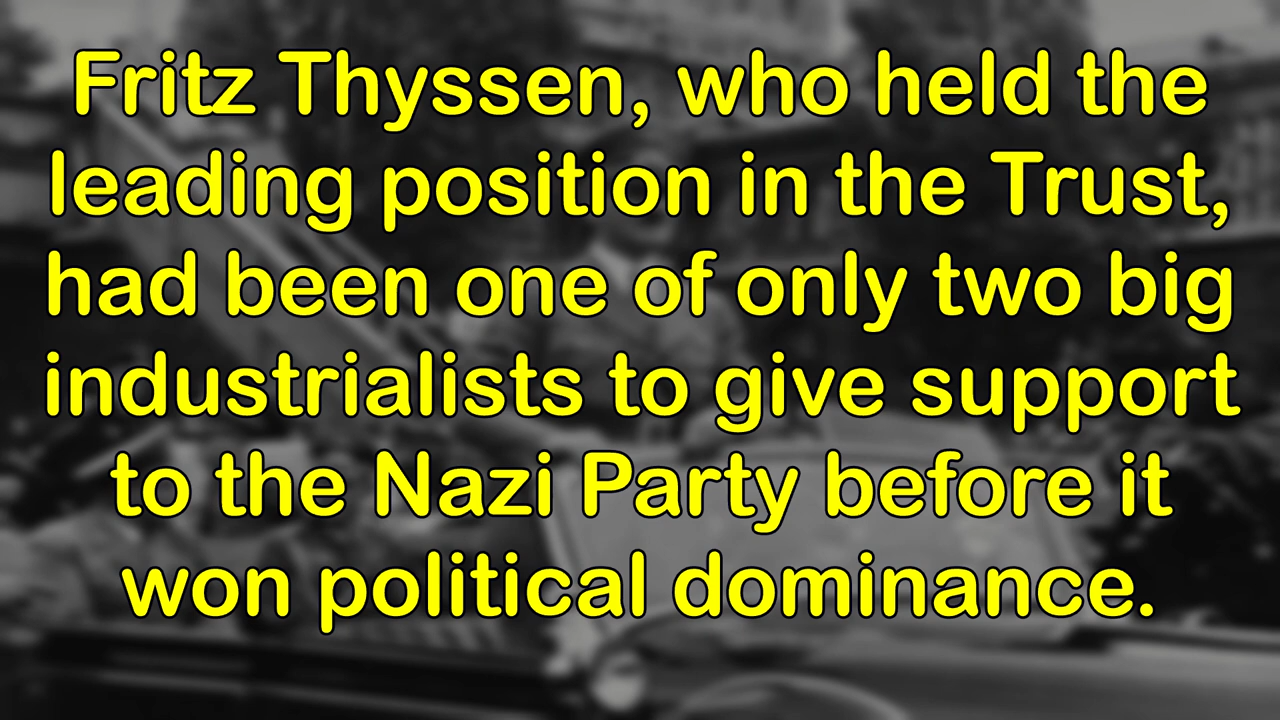 Fritz Thyssen, who held the
leading position in the Trust,
had been one of only two big
industrialists to give support
to the Nazi Party before it
won political dominance.